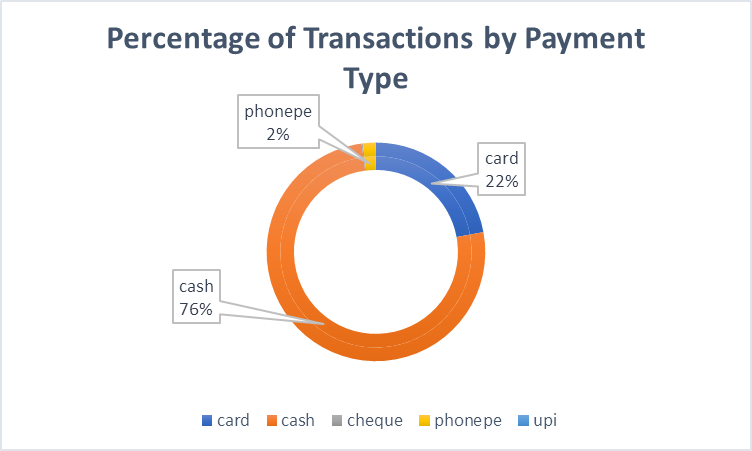 Percentage of Transactions by Payment
Type
phonepe
2%
card
22%
cash
76%
card cash cheque phonepe upi